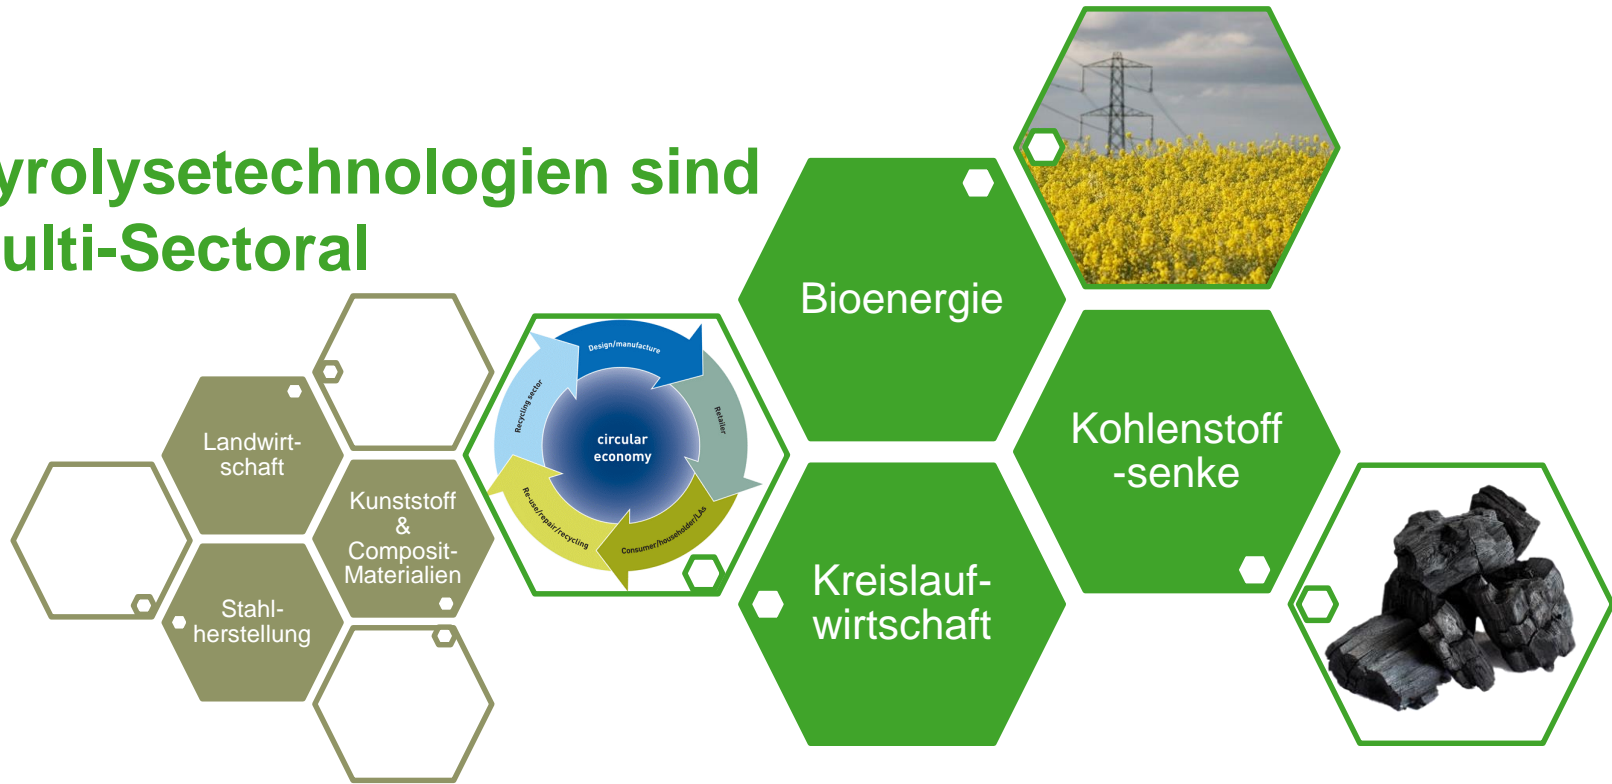 yrolysetechnologien sind
ulti-Sectoral
Landwirt-
schaft
Kunststoff
&
Composit-
Materialien
Stahl-
herstellung
Design/manufacture
Retailer
Consumer/householder/LAs
Re-use/repair/recycling
Recycling sector
circular
economy
Bioenergie
Kohlenstoff
-senke
Kreislauf-
wirtschaft